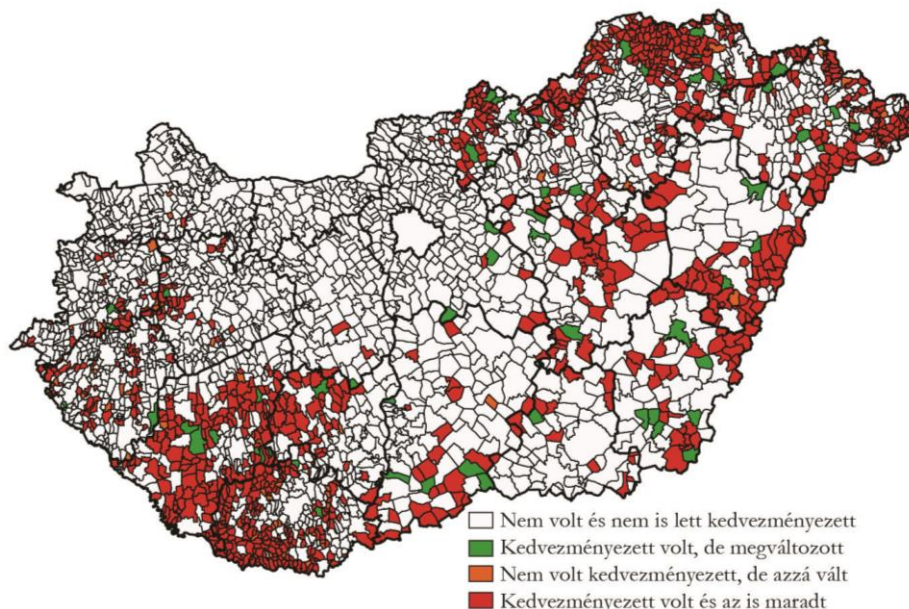 Nem volt és nem is lett kedvezményezett
Kedvezményezett volt, de megváltozott
Nem volt kedvezményezett, de azzá vált
Kedvezményezett volt és az is maradt